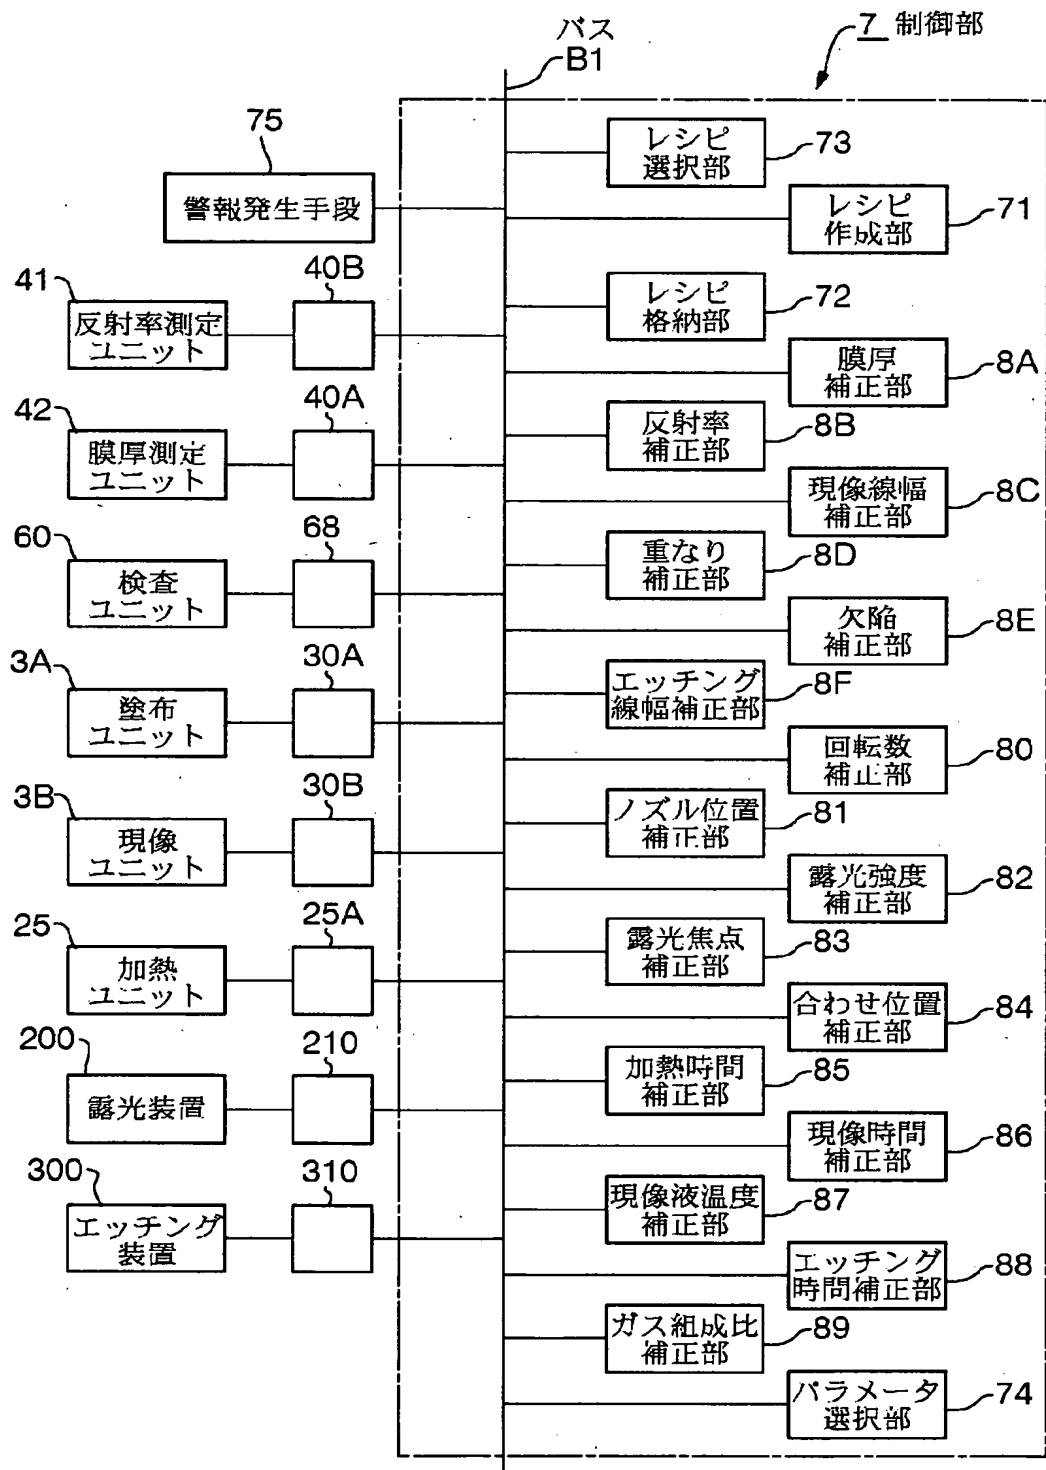 バス
B1
7 制御部
75
警報発生手段
レシピ
選択部
73
レシピ
作成部
71
41
反射率測定
ユニット
40B
レシピ
格納部
72
膜厚
補正部
8A
42
膜厚測定
ユニット
40A
反射率
補正部
8B
現像線幅
補正部
8C
60
検査
ユニット
68
重なり
補正部
8D
欠陥
補正部
8E
3A
塗布
ユニット
30A
エッチング
線幅補正部
8F
回転数
補正部
80
3B
現像
ユニット
30B
ノズル位置
補正部
81
露光強度
補正部
82
25
加熱
ユニット
25A
露光焦点
補正部
83
合わせ位置
補正部
84
200
露光装置
210
加熱時間
補正部
85
現像時間
補正部
86
300
エッチング
装置
310
現像液温度
補正部
87
エッチング
時間補正部
88
ガス組成比
補正部
89
パラメータ
選択部
74